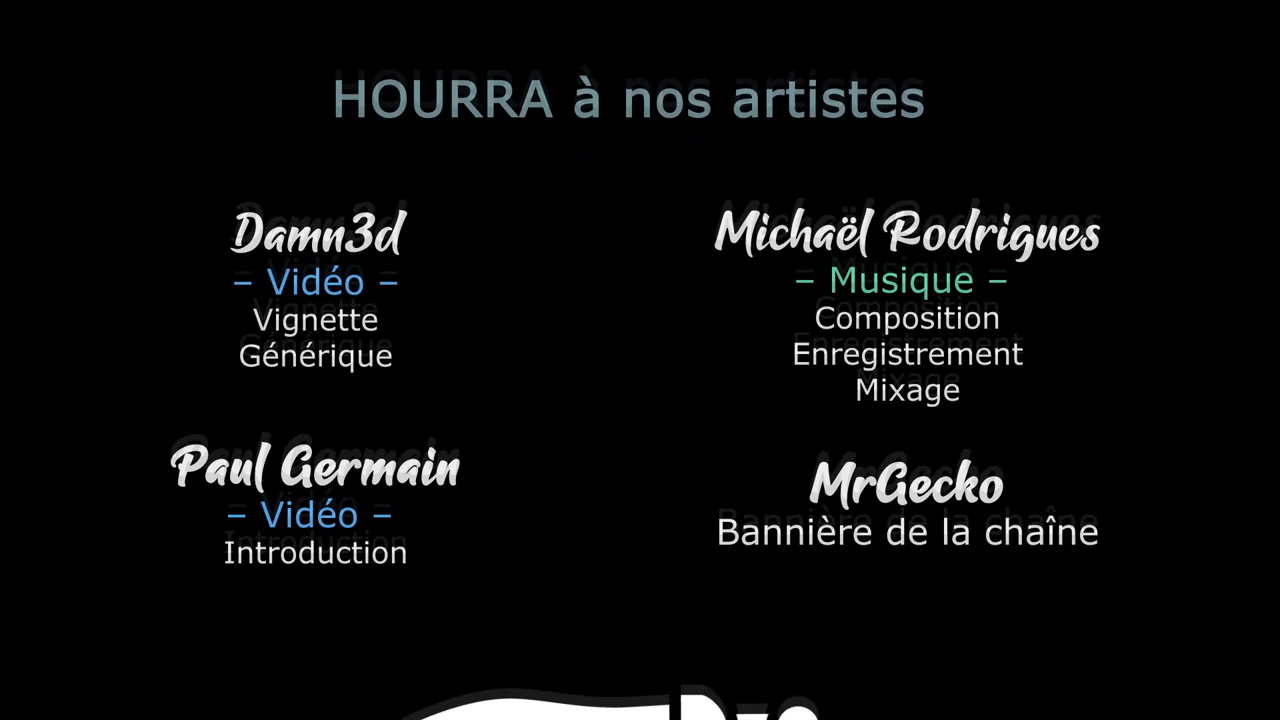 HOURRA à nos artistes
Damn3d
– Vidéo –
Vignette
Générique
Michaël Rodrigues
– Musique –
Composition
Enregistrement
Mixage
Paul Germain
– Vidéo –
Introduction
MrGecko
Bannière de la chaîne